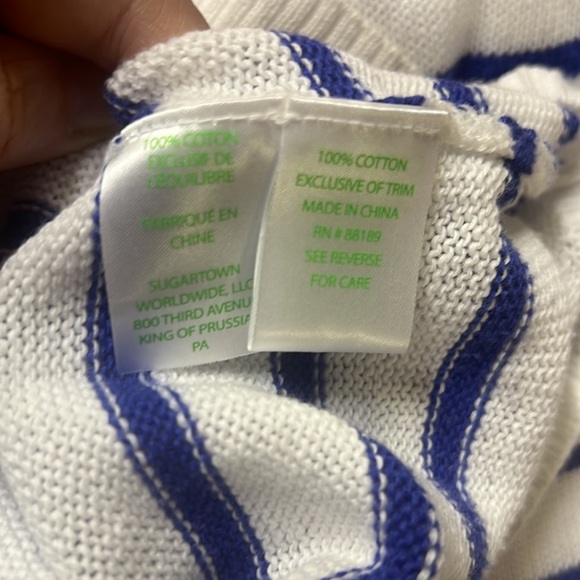 100% COTTON
EXCLUSIF DE
L'ÉQUILIBRE
FABRIQUÉ EN
CHINE
SUGARTOWN
WORLDWIDE, LLC
800 THIRD AVENU
KING OF PRUSSIA
PA
100% COTTON
EXCLUSIVE OF TRIM
MADE IN CHINA
RN # 88189
SEE REVERSE
FOR CARE